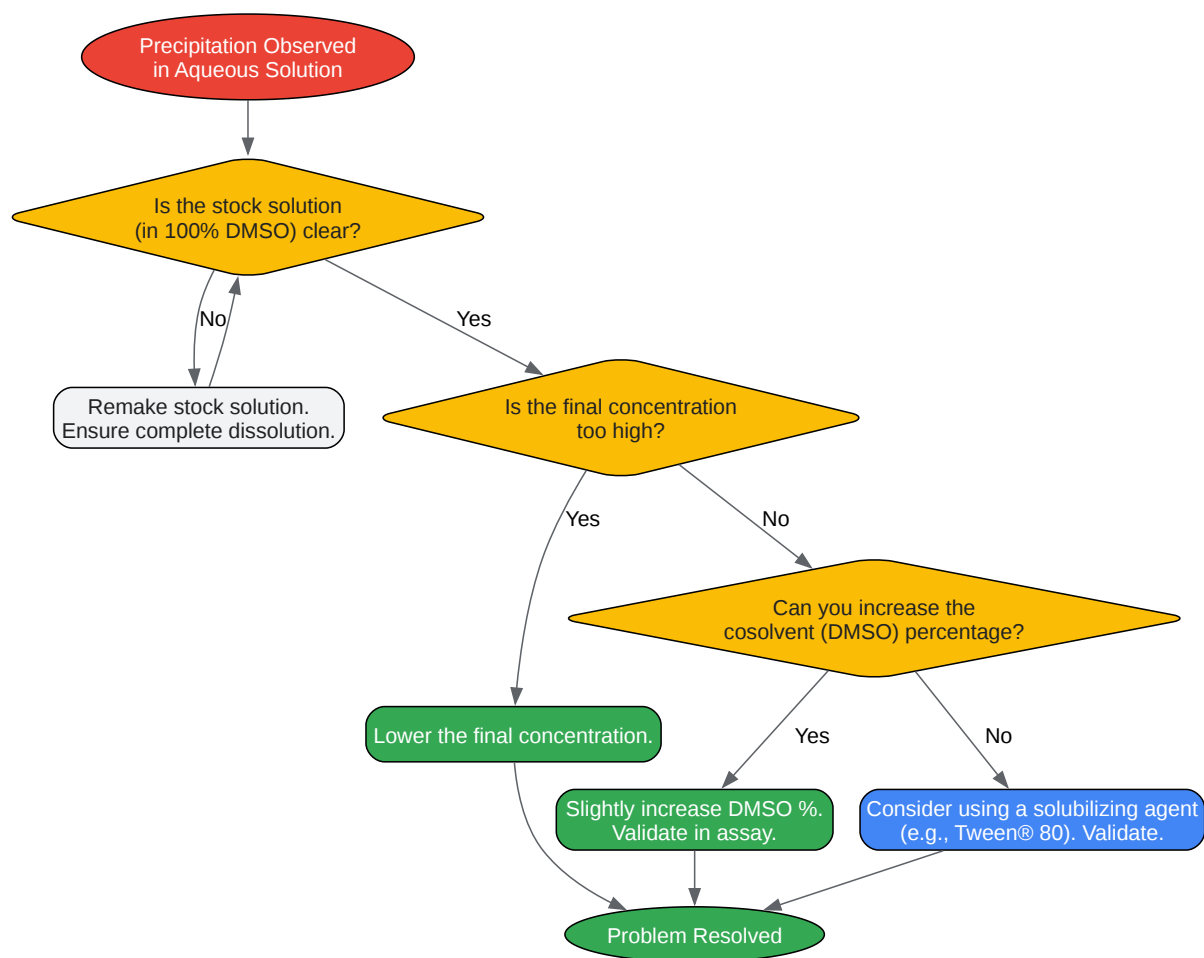 Precipitation Observed
in Aqueous Solution
Is the stock solution
(in 100% DMSO) clear?
No
Yes
Remake stock solution.
Ensure complete dissolution.
Is the final concentration
too high?
Yes
No
Can you increase the
cosolvent (DMSO) percentage?
Lower the final concentration.
Yes
No
Slightly increase DMSO %.
Validate in assay.
Consider using a solubilizing agent
(e.g., Tween® 80). Validate.
Problem Resolved